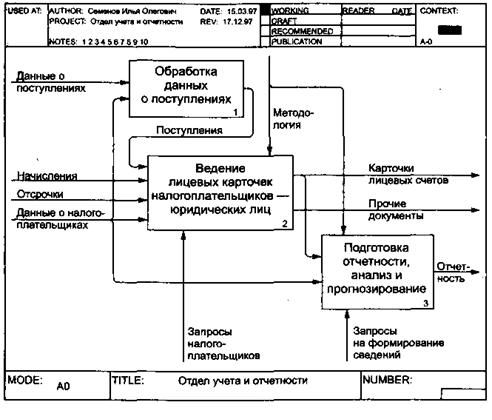 USED AT: AUTHOR: Семенов Илья Олегович DATE: 15.03.97 WORKING READER DATE CONTEXT:
PROJECT: Отдел учета и отчетности REV: 17.12.97 DRAFT
RECOMMENDED
NOTES: 1 2 3 4 5 6 7 8 9 10 PUBLICATION A-0
Данные о
поступлениях
Обработка
данных
о поступлениях
1
Поступления
Методо-
логия
Начисления
Отсрочки
Данные о налого-
плательщиках
Ведение
лицевых карточек
налогоплательщиков —
юридических лиц
2
Карточки
лицевых счетов
Прочие
документы
Подготовка
отчетности,
анализ и
прогнозирование
3
Отчет-
ность
Запросы
налого-
плательщиков
Запросы
на формирование
сведений
MODE: A0 TITLE: Отдел учета и отчетности NUMBER: